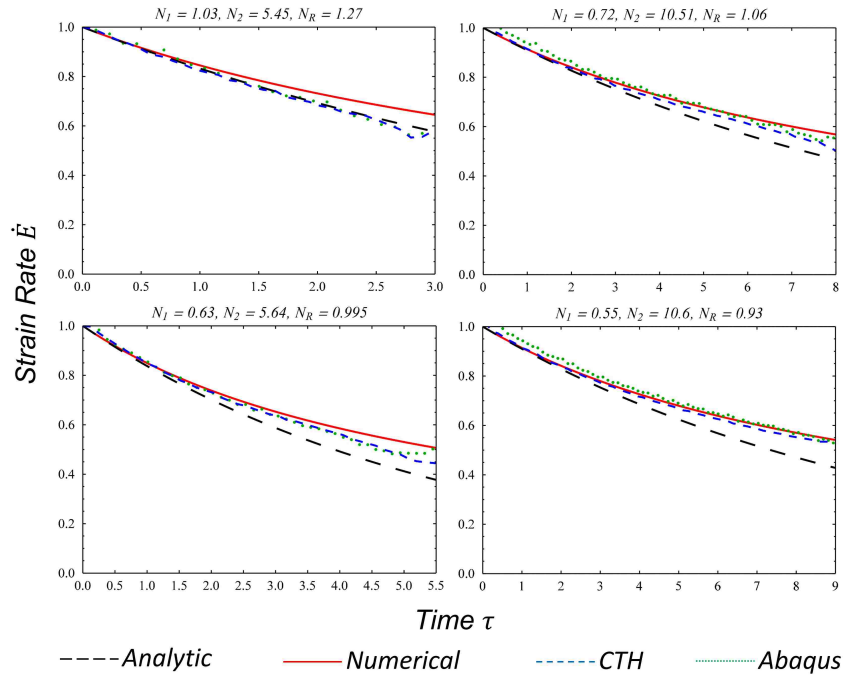 N₁ = 1.03, N₂ = 5.45, N_R = 1.27
1.0
0.8
0.6
0.4
0.2
0.0
0.0 0.5 1.0 1.5 2.0 2.5 3.0
N₁ = 0.72, N₂ = 10.51, N_R = 1.06
1.0
0.8
0.6
0.4
0.2
0.0
0 1 2 3 4 5 6 7 8
Strain Rate Ė
N₁ = 0.63, N₂ = 5.64, N_R = 0.995
1.0
0.8
0.6
0.4
0.2
0.0
0.0 0.5 1.0 1.5 2.0 2.5 3.0 3.5 4.0 4.5 5.0 5.5
N₁ = 0.55, N₂ = 10.6, N_R = 0.93
1.0
0.8
0.6
0.4
0.2
0.0
0 1 2 3 4 5 6 7 8 9
Time τ
Analytic Numerical CTH Abaqus